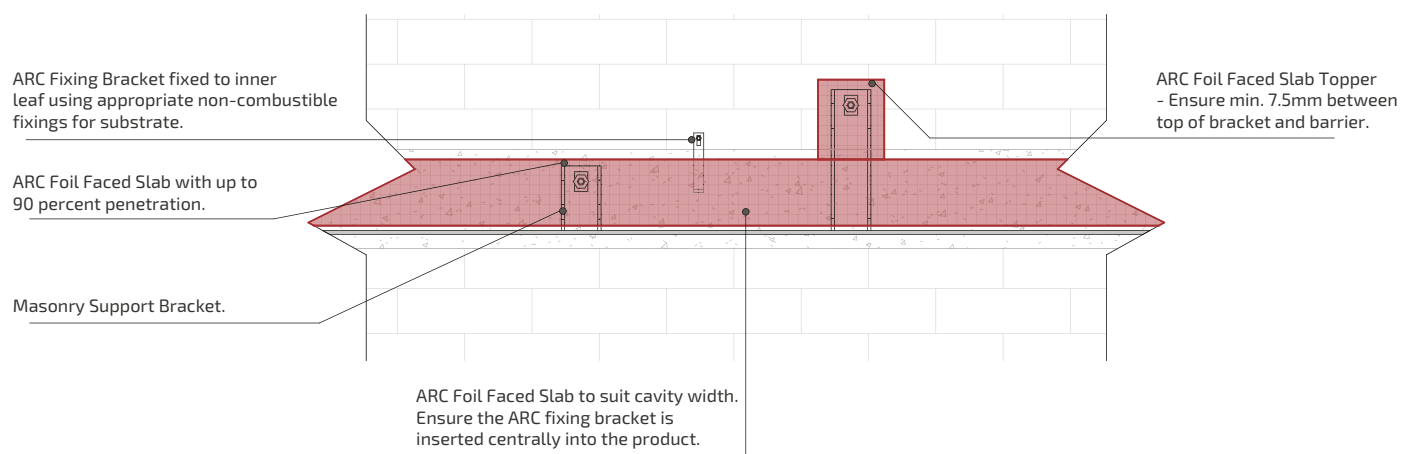 ARC Fixing Bracket fixed to inner
leaf using appropriate non-combustible
fixings for substrate.
ARC Foil Faced Slab with up to
90 percent penetration.
Masonry Support Bracket.
ARC Foil Faced Slab to suit cavity width.
Ensure the ARC fixing bracket is
inserted centrally into the product.
ARC Foil Faced Slab Topper
- Ensure min. 7.5mm between
top of bracket and barrier.